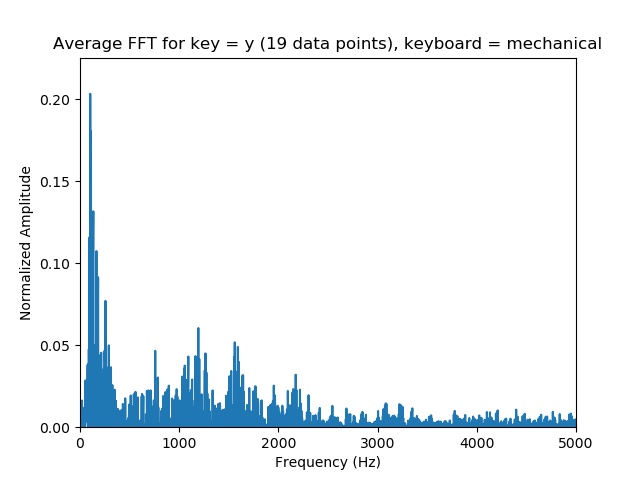 Average FFT for key = y (19 data points), keyboard = mechanical
0.20
0.15
0.10
0.05
0.00
Normalized Amplitude
0 1000 2000 3000 4000 5000
Frequency (Hz)